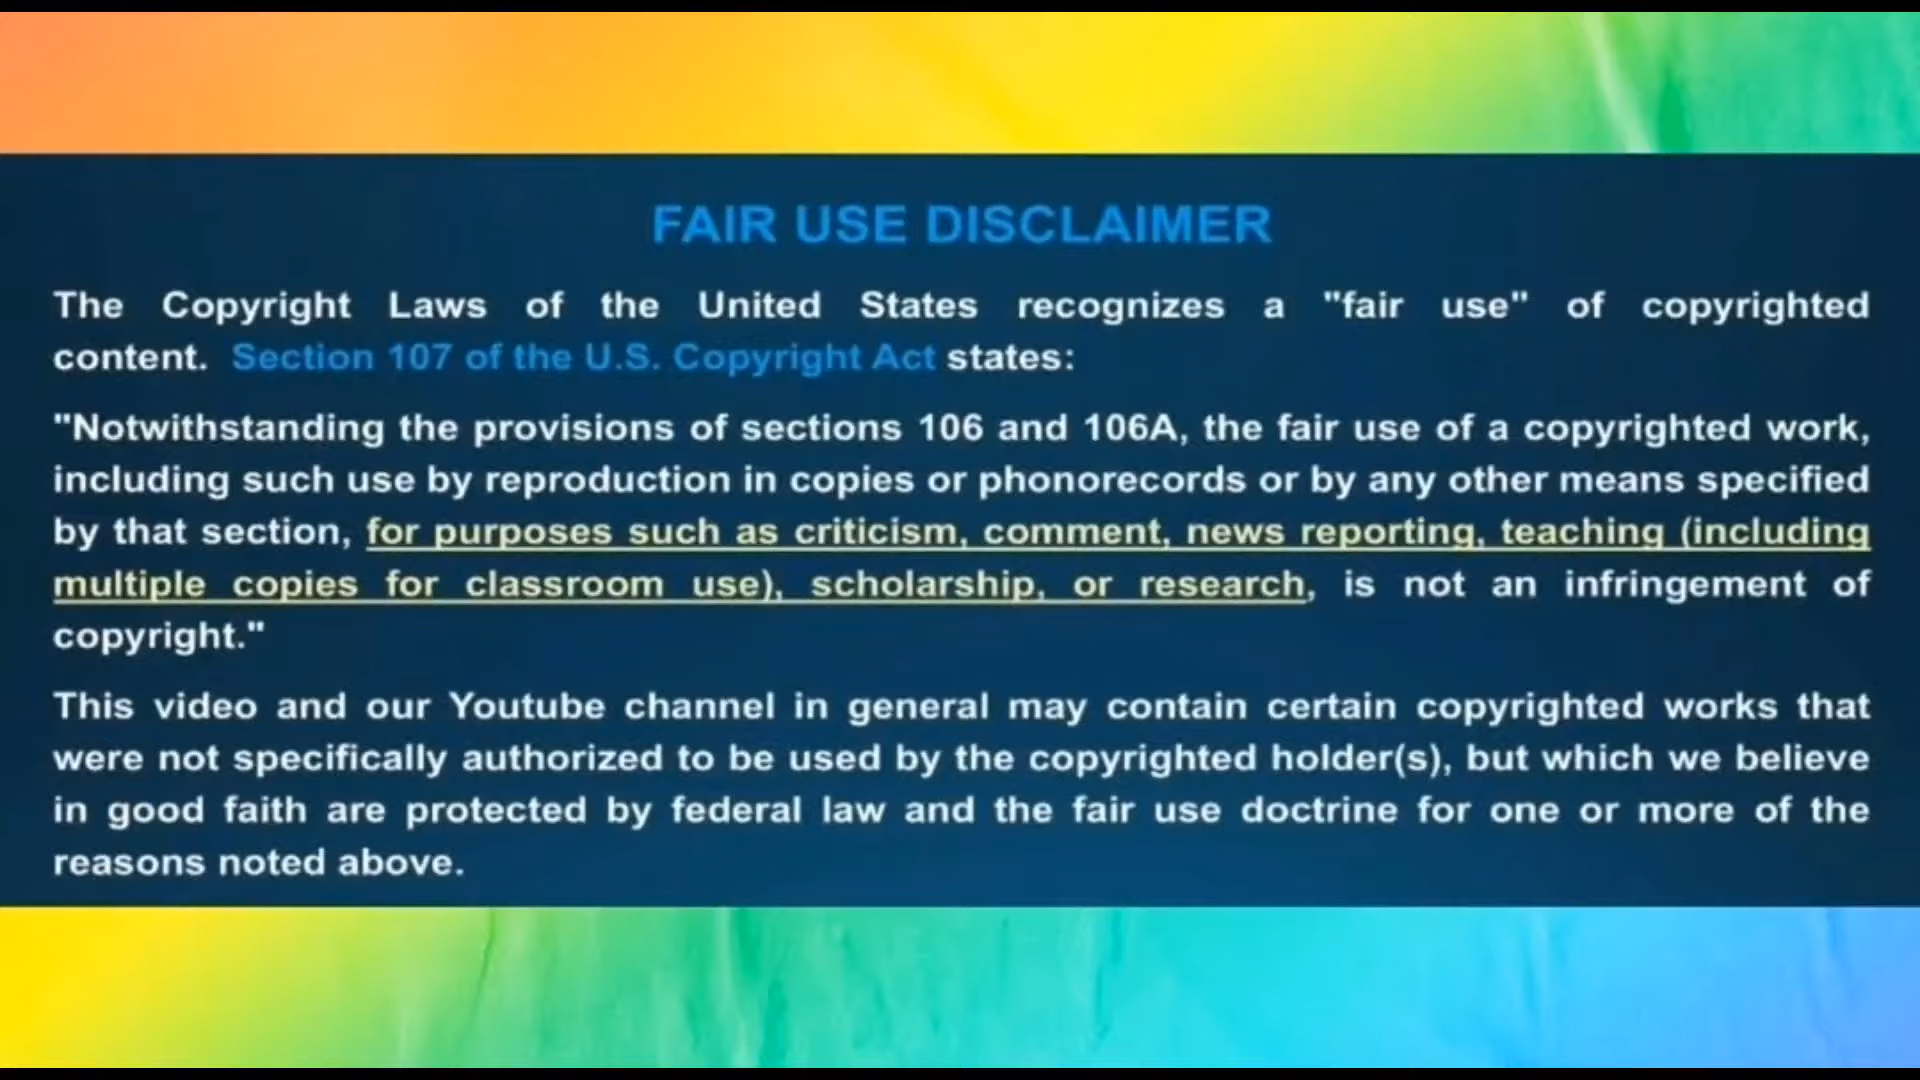 FAIR USE DISCLAIMER
The Copyright Laws of the United States recognizes a "fair use" of copyrighted
content. Section 107 of the U.S. Copyright Act states:
"Notwithstanding the provisions of sections 106 and 106A, the fair use of a copyrighted work,
including such use by reproduction in copies or phonorecords or by any other means specified
by that section, for purposes such as criticism, comment, news reporting, teaching (including
multiple copies for classroom use), scholarship, or research, is not an infringement of
copyright."
This video and our Youtube channel in general may contain certain copyrighted works that
were not specifically authorized to be used by the copyrighted holder(s), but which we believe
in good faith are protected by federal law and the fair use doctrine for one or more of the
reasons noted above.